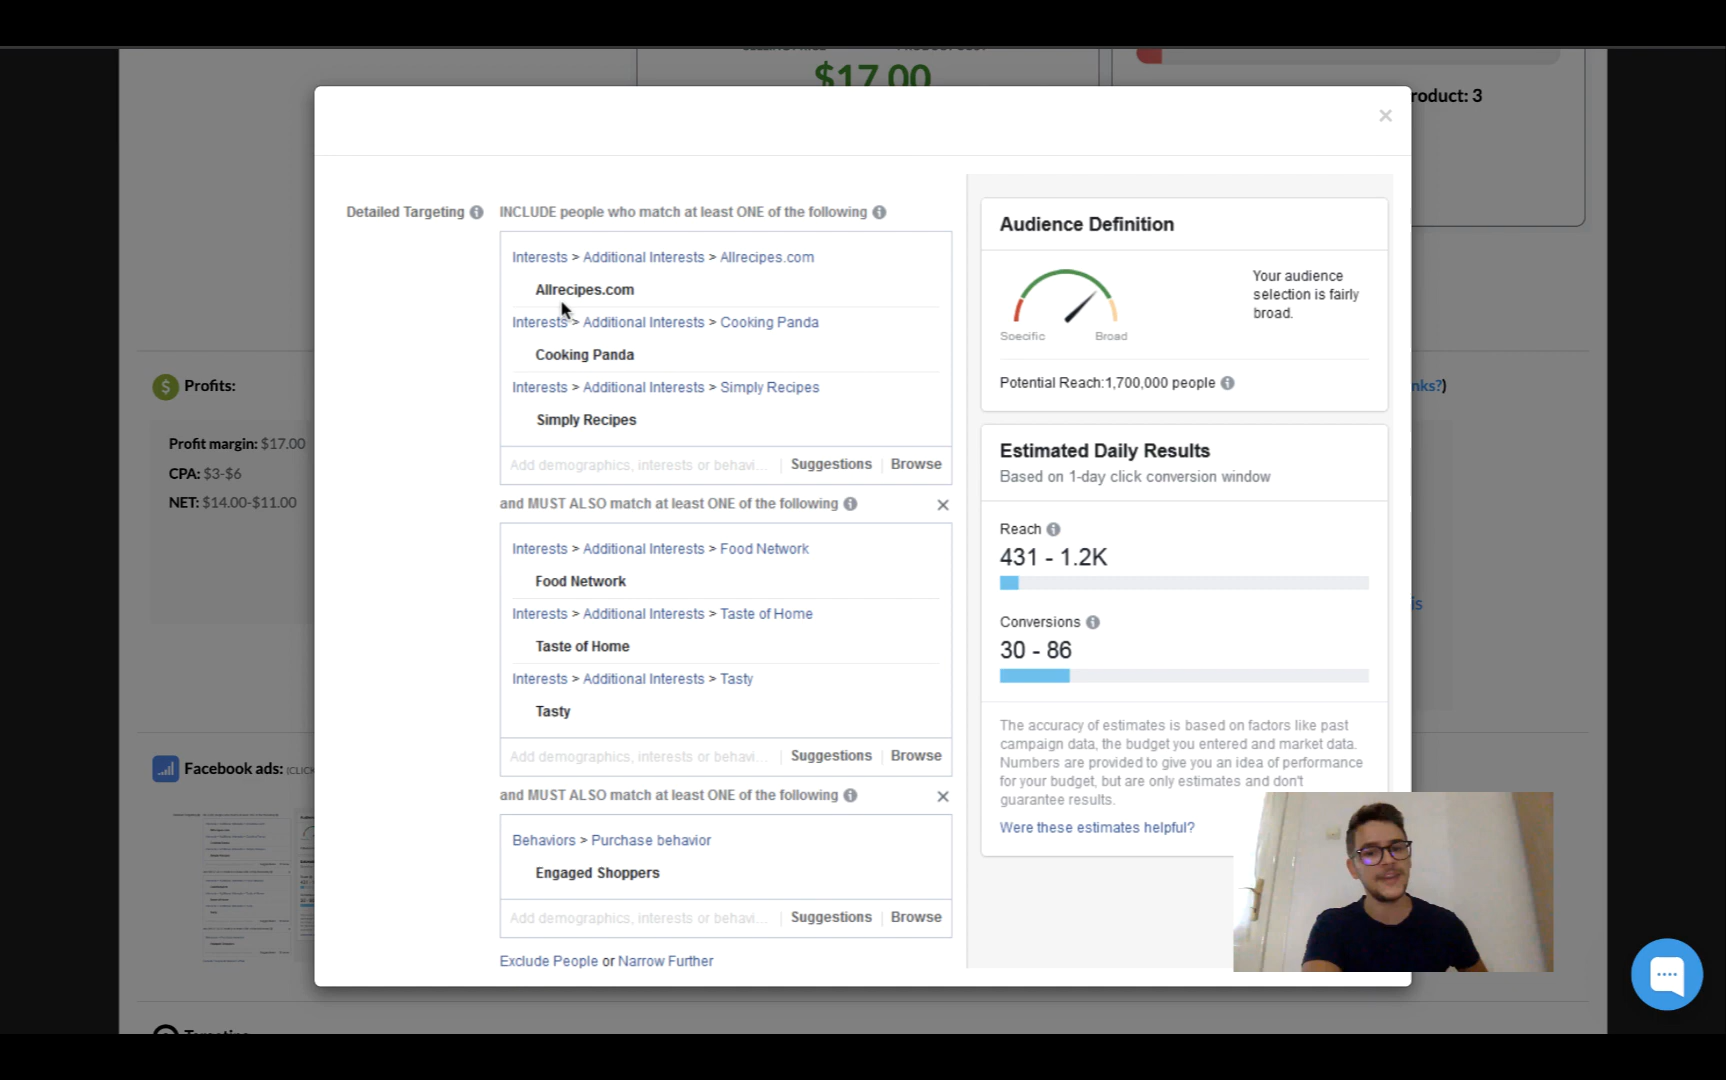 $17.00
roduct: 3
Detailed Targeting
INCLUDE people who match at least ONE of the following
Interests > Additional Interests > Allrecipes.com
Allrecipes.com
Interests > Additional Interests > Cooking Panda
Cooking Panda
Interests > Additional Interests > Simply Recipes
Simply Recipes
Add demographics, interests or behavi... | Suggestions | Browse
and MUST ALSO match at least ONE of the following
Interests > Additional Interests > Food Network
Food Network
Interests > Additional Interests > Taste of Home
Taste of Home
Interests > Additional Interests > Tasty
Tasty
Add demographics, interests or behavi... | Suggestions | Browse
and MUST ALSO match at least ONE of the following
Behaviors > Purchase behavior
Engaged Shoppers
Add demographics, interests or behavi... | Suggestions | Browse
Exclude People or Narrow Further
Audience Definition
Specific
Broad
Your audience
selection is fairly
broad.
Potential Reach:1,700,000 people
Estimated Daily Results
Based on 1-day click conversion window
Reach
431 - 1.2K
Conversions
30 - 86
The accuracy of estimates is based on factors like past
campaign data, the budget you entered and market data.
Numbers are provided to give you an idea of performance
for your budget, but are only estimates and don't
guarantee results.
Were these estimates helpful?
$ Profits:
Profit margin: $17.00
CPA: $3-$6
NET: $14.00-$11.00
nks?)
is
Facebook ads: (CLICK